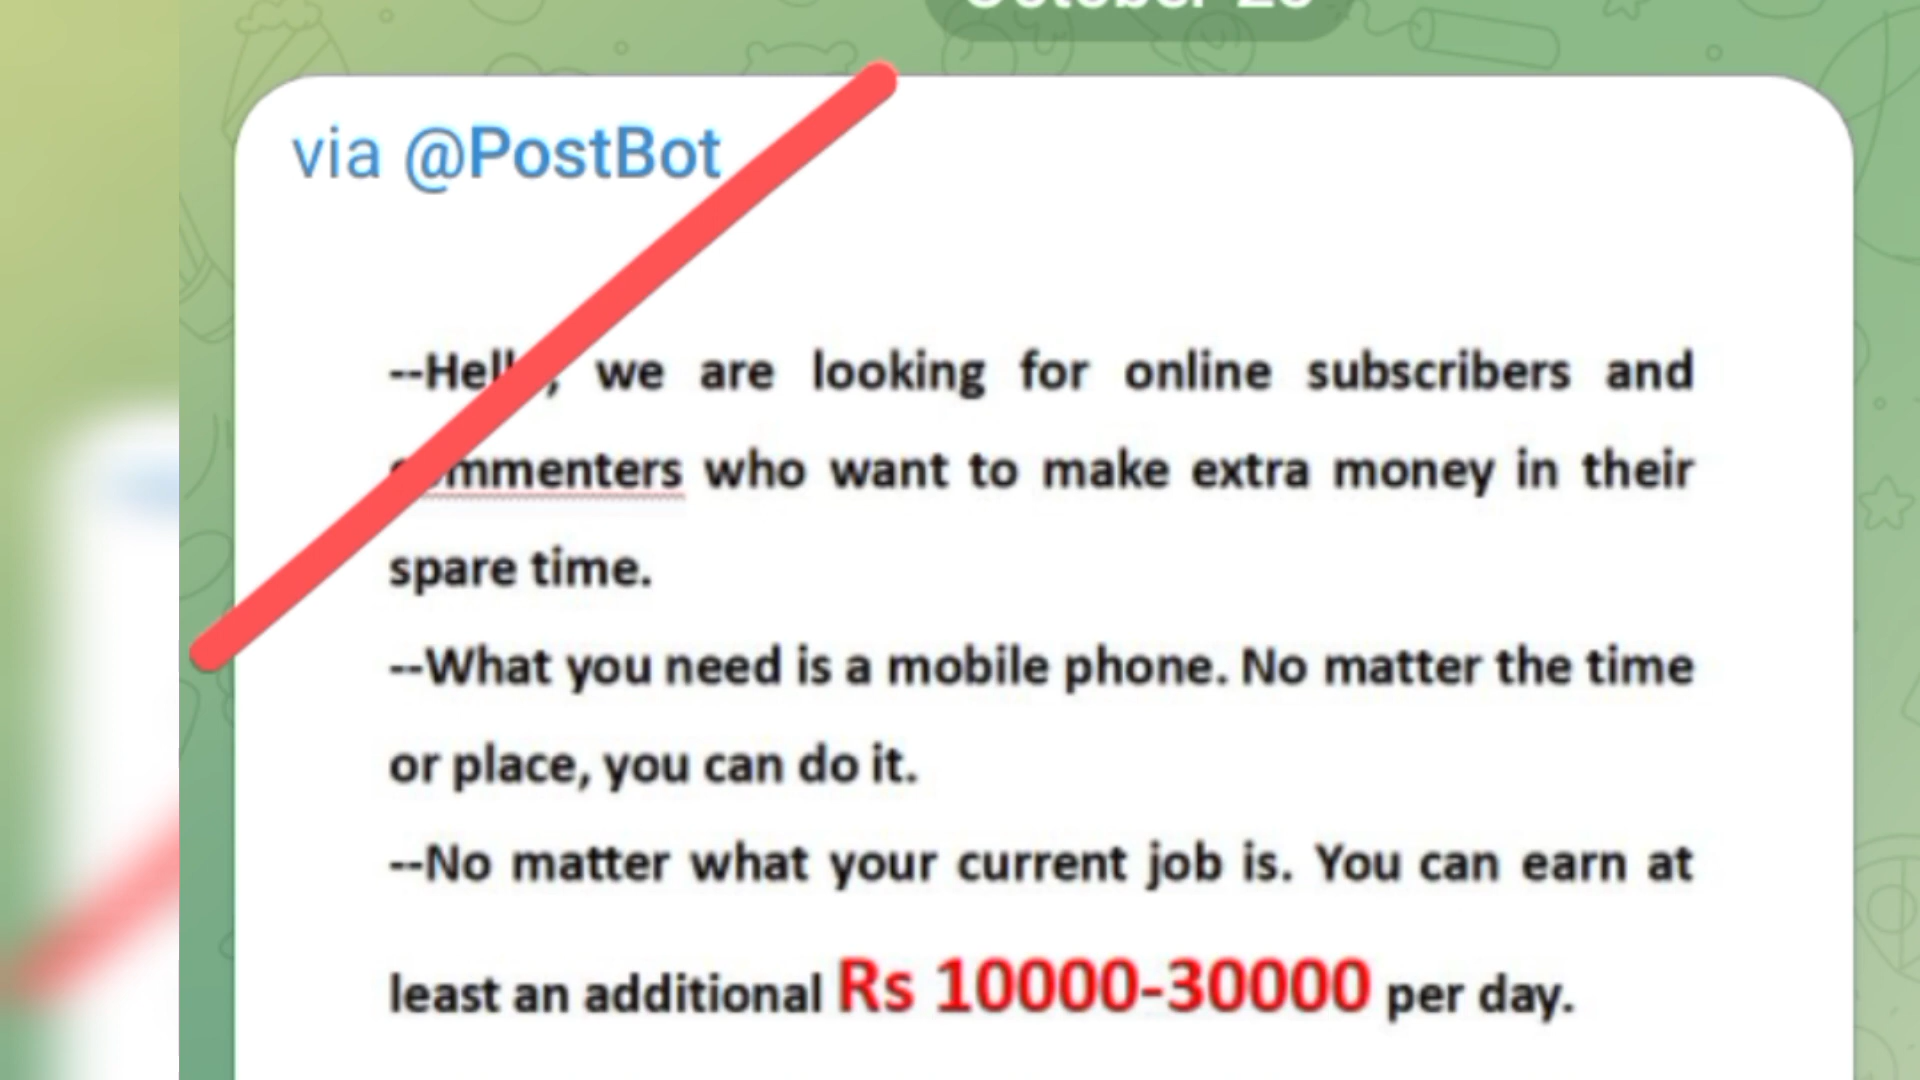 via @PostBot
we are looking for online subscribers and
who want to make extra money in their
spare time.
--What you need is a mobile phone. No matter the time
or place, you can do it.
--No matter what your current job is. You can earn at
least an additional Rs 10000-30000 per day.